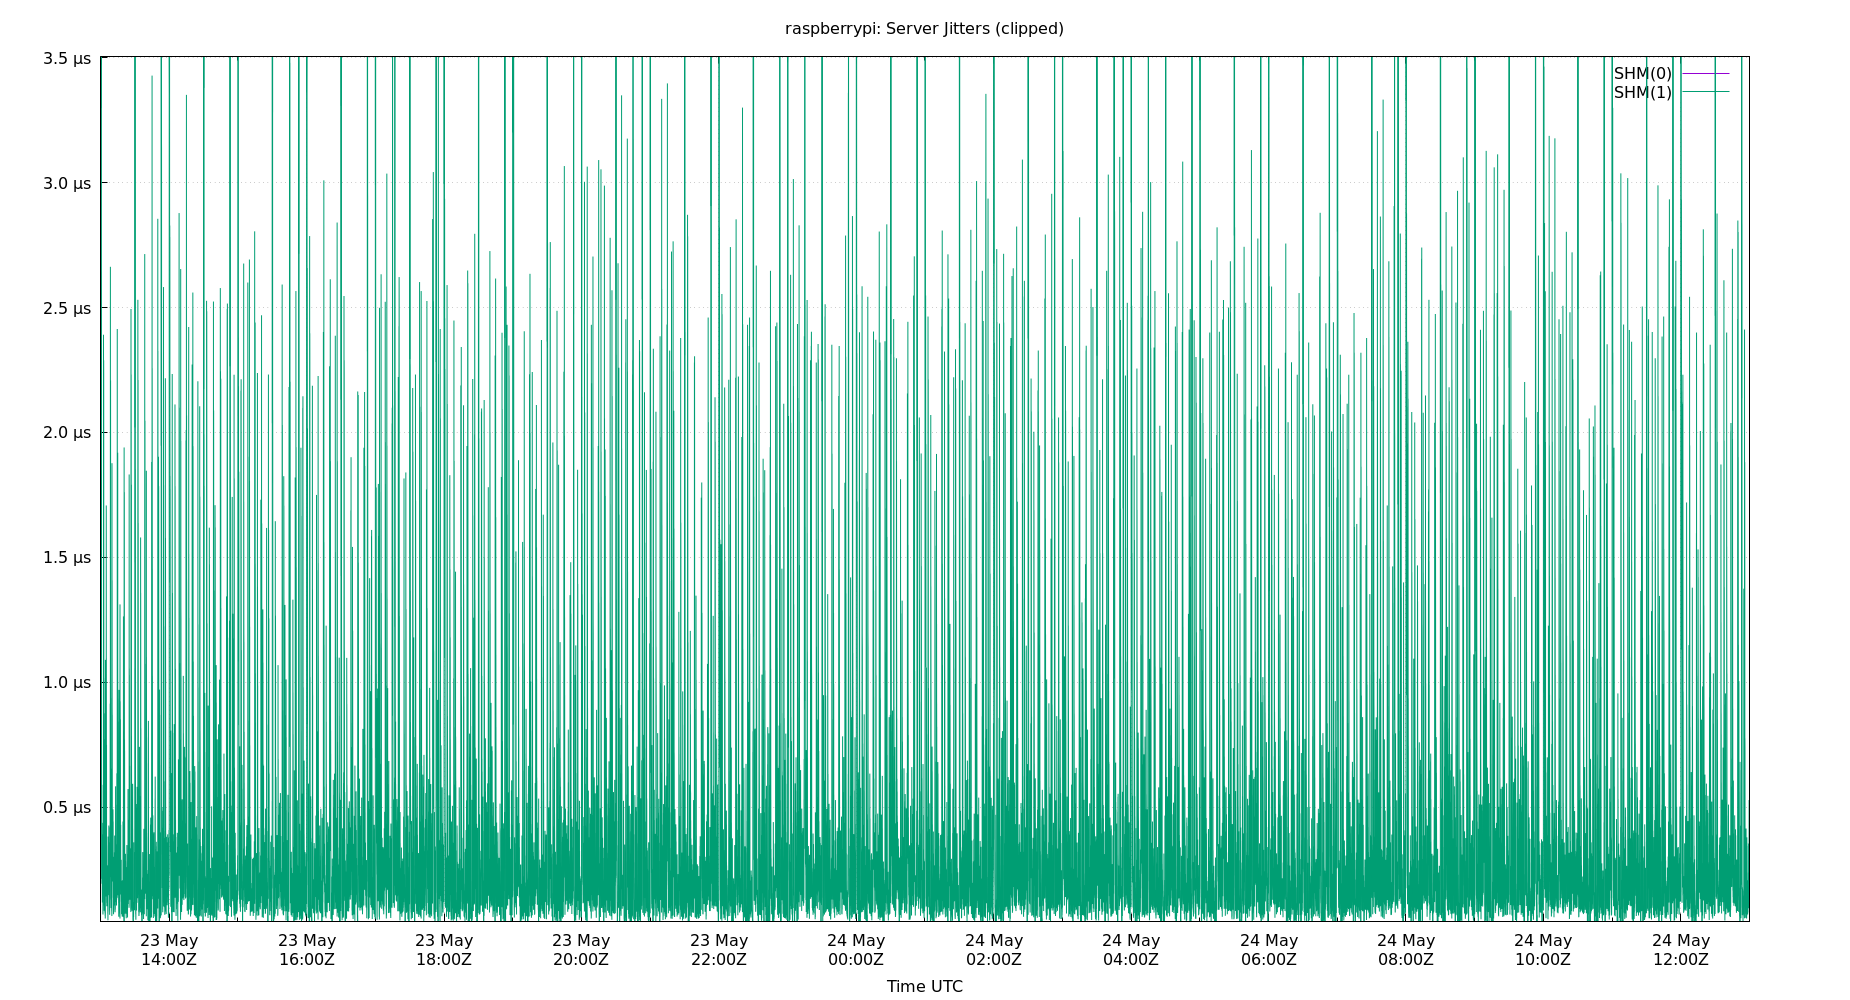 raspberrypi: Server Jitters (clipped)
3.5 µs
3.0 µs
2.5 µs
2.0 µs
1.5 µs
1.0 µs
0.5 µs
SHM(0)
SHM(1)
23 May
14:00Z
23 May
16:00Z
23 May
18:00Z
23 May
20:00Z
23 May
22:00Z
24 May
00:00Z
24 May
02:00Z
24 May
04:00Z
24 May
06:00Z
24 May
08:00Z
24 May
10:00Z
24 May
12:00Z
Time UTC